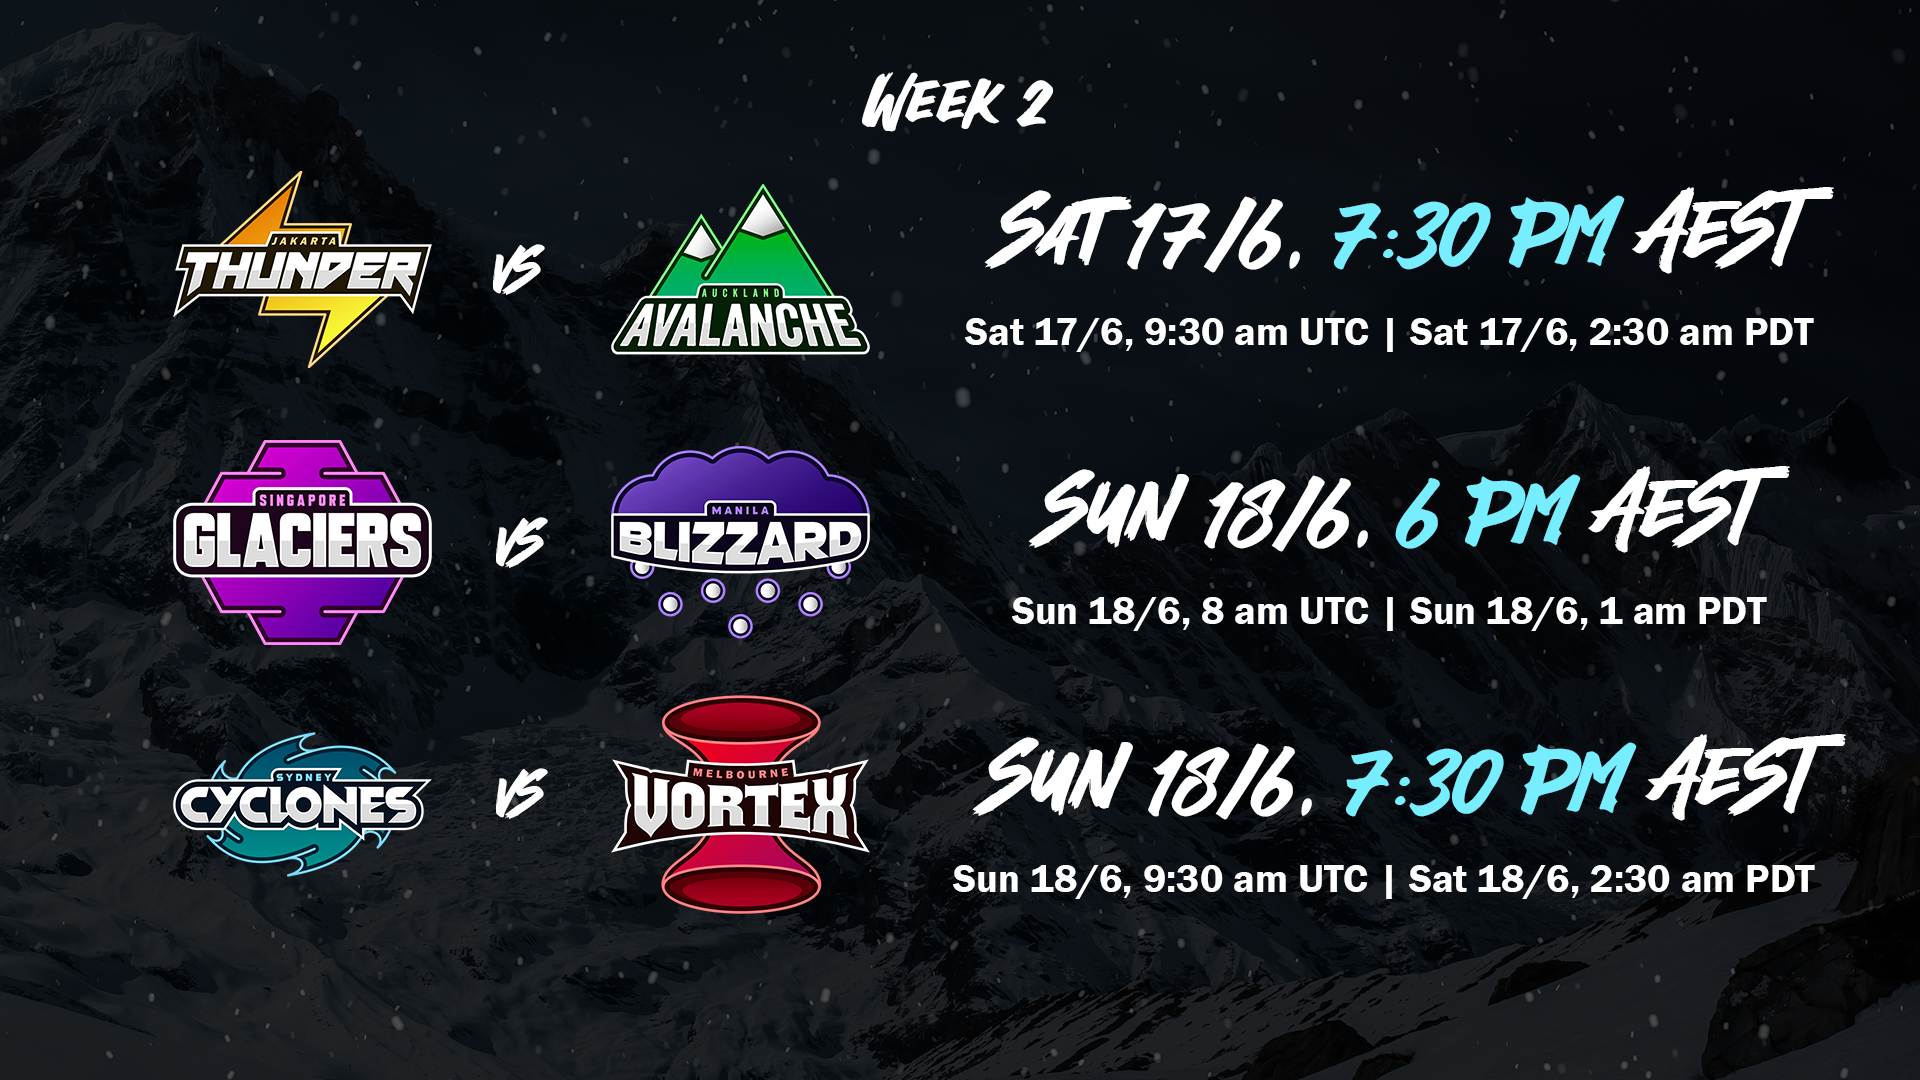 WEEK 2
JAKARTA
THUNDER
VS
AUCKLAND
AVALANCHE
SAT 17/6, 7:30 PM AEST
Sat 17/6, 9:30 am UTC | Sat 17/6, 2:30 am PDT
SINGAPORE
GLACIERS
VS
MANILA
BLIZZARD
SUN 18/6, 6 PM AEST
Sun 18/6, 8 am UTC | Sun 18/6, 1 am PDT
SYDNEY
CYCLONES
VS
MELBOURNE
VORTEX
SUN 18/6, 7:30 PM AEST
Sun 18/6, 9:30 am UTC | Sat 18/6, 2:30 am PDT